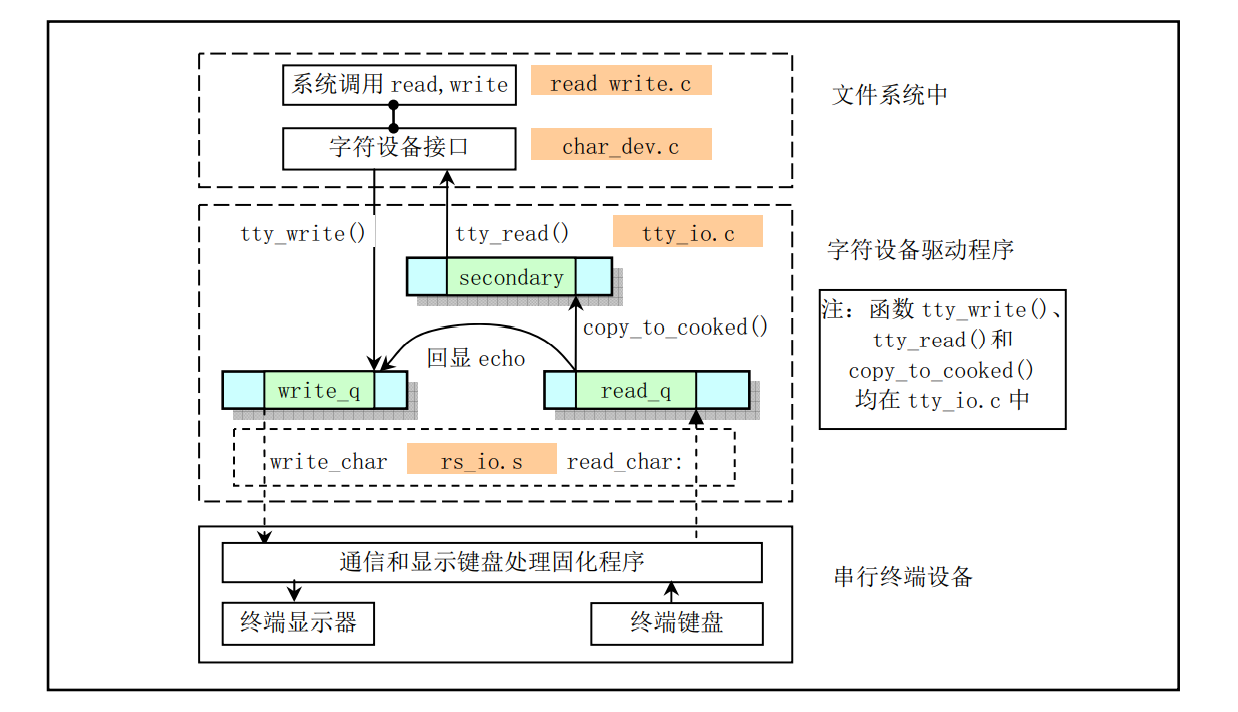 系统调用 read,write
read write.c
文件系统中
字符设备接口
char_dev.c
tty_write()
tty_read()
tty_io.c
字符设备驱动程序
secondary
copy_to_cooked()
回显 echo
write_q
read_q
注：函数 tty_write()、
tty_read()和
copy_to_cooked()
均在 tty_io.c 中
write_char
rs_io.s
read_char:
通信和显示键盘处理固化程序
串行终端设备
终端显示器
终端键盘